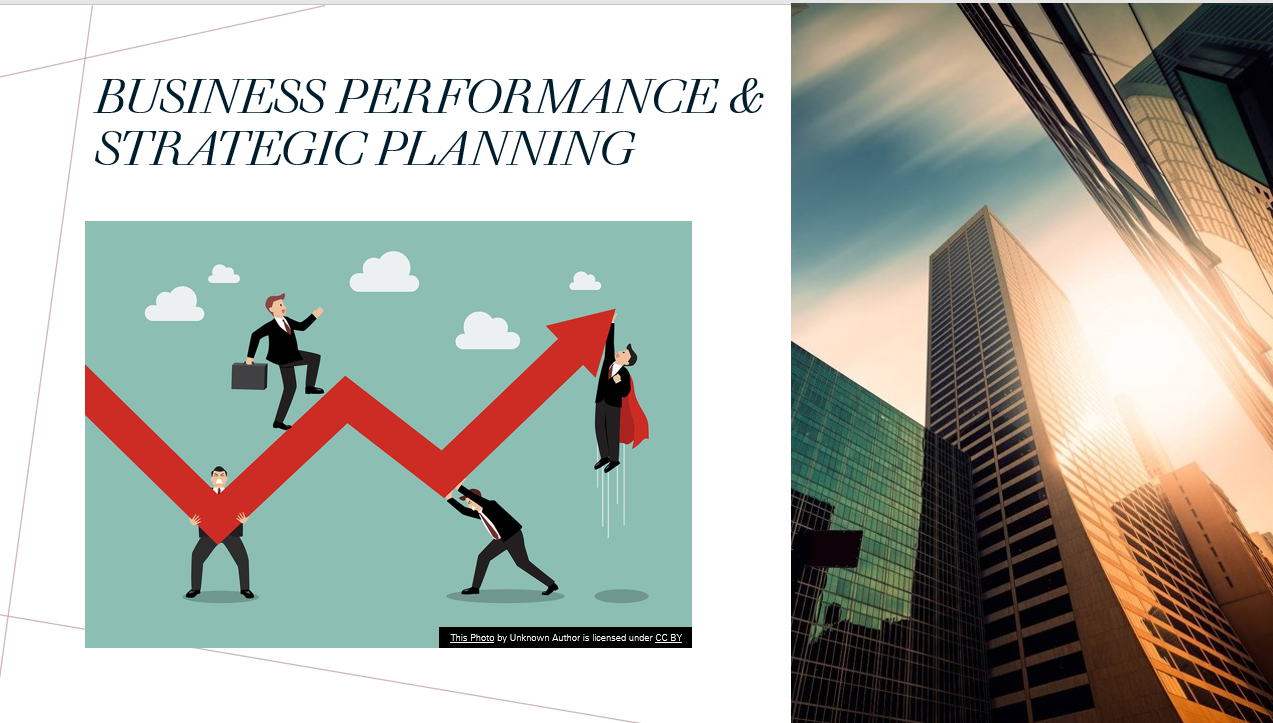 BUSINESS PERFORMANCE &
STRATEGIC PLANNING
This Photo by Unknown Author is licensed under CC BY